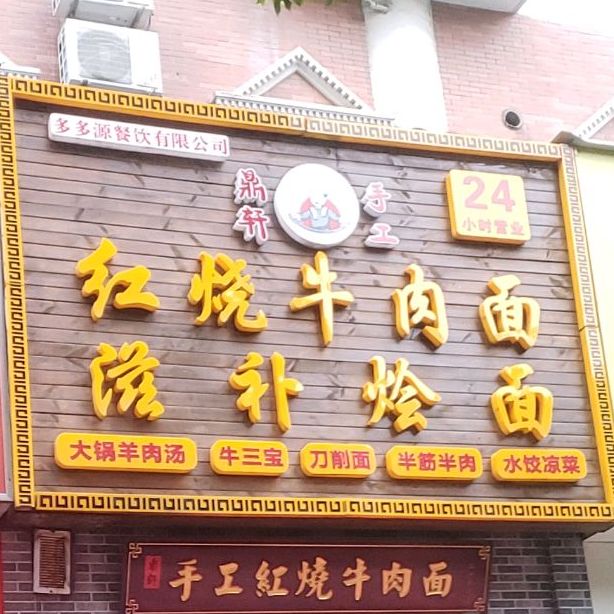 多多源餐饮有限公司
鼎轩 手工
24
小时营业
红烧牛肉面
滋补烩面
大锅羊肉汤 牛三宝 刀削面 半筋半肉 水饺凉菜
手工紅燒牛肉面